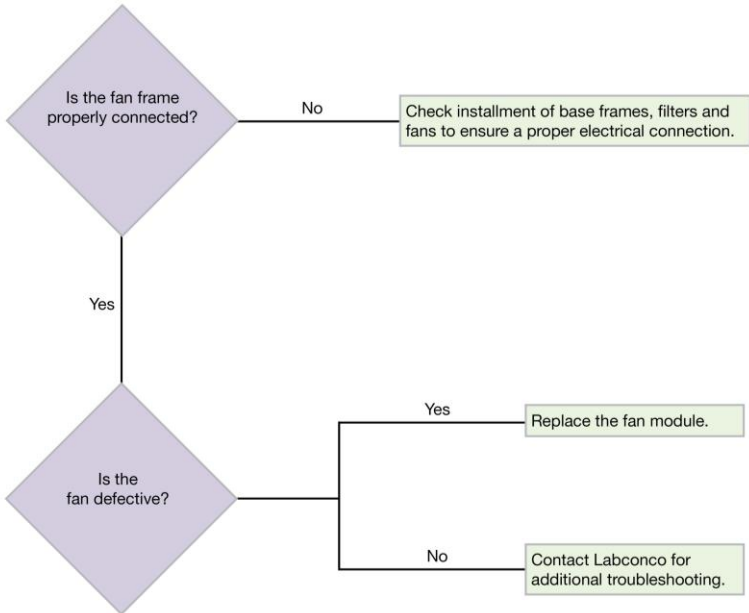 Is the fan frame
properly connected?
No
Check installment of base frames, filters and
fans to ensure a proper electrical connection.
Yes
Is the
fan defective?
Yes
Replace the fan module.
No
Contact Labconco for
additional troubleshooting.